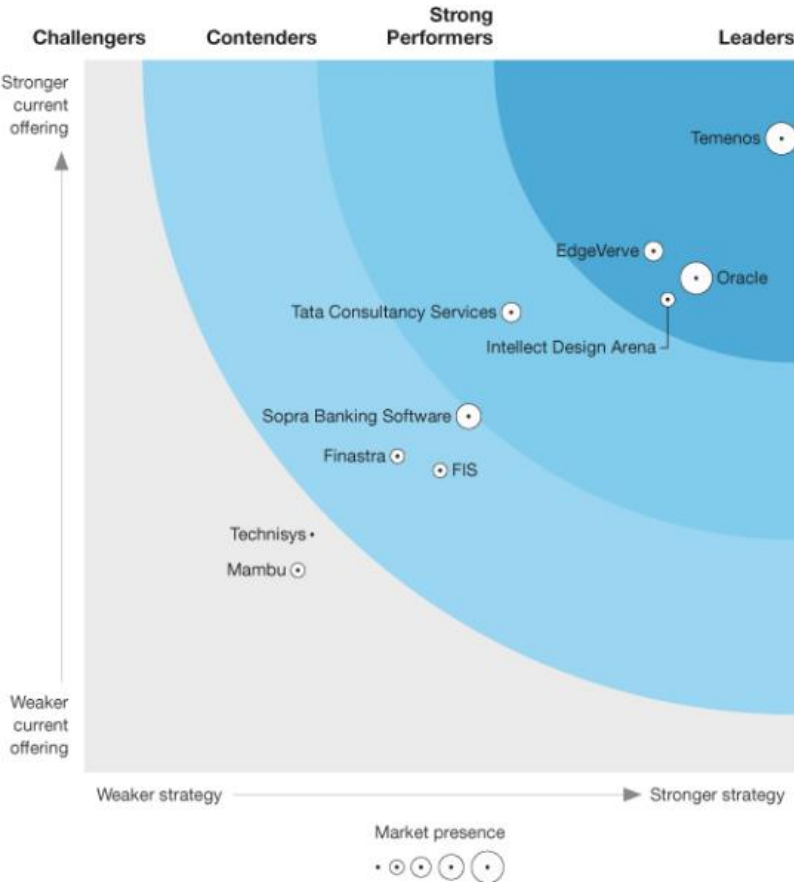 Challengers
Contenders
Strong
Performers
Leaders
Stronger
current
offering
Temenos
EdgeVerve
Oracle
Tata Consultancy Services
Intellect Design Arena
Sopra Banking Software
Finastra
FIS
Technisys
Mambu
Weaker
current
offering
Weaker strategy
Stronger strategy
Market presence